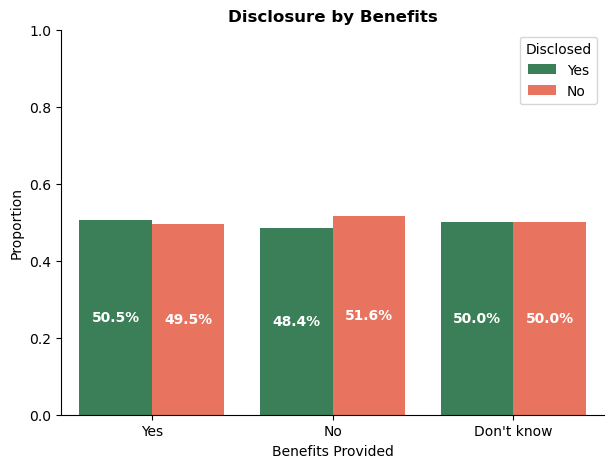 Disclosure by Benefits
Disclosed
Yes
No
Proportion
1.0
0.8
0.6
0.4
0.2
0.0
50.5%
49.5%
48.4%
51.6%
50.0%
50.0%
Yes
No
Don't know
Benefits Provided